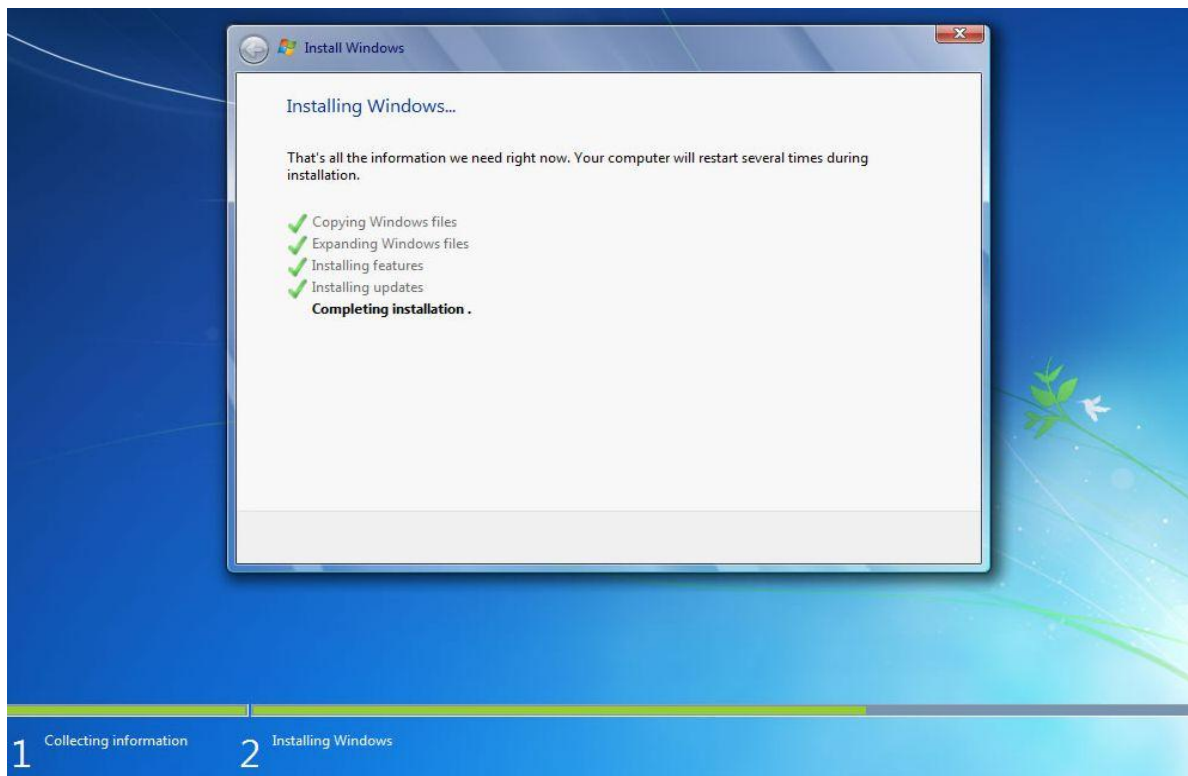 Install Windows
Installing Windows...
That's all the information we need right now. Your computer will restart several times during
installation.
Copying Windows files
Expanding Windows files
Installing features
Installing updates
Completing installation .
1 Collecting information
2 Installing Windows